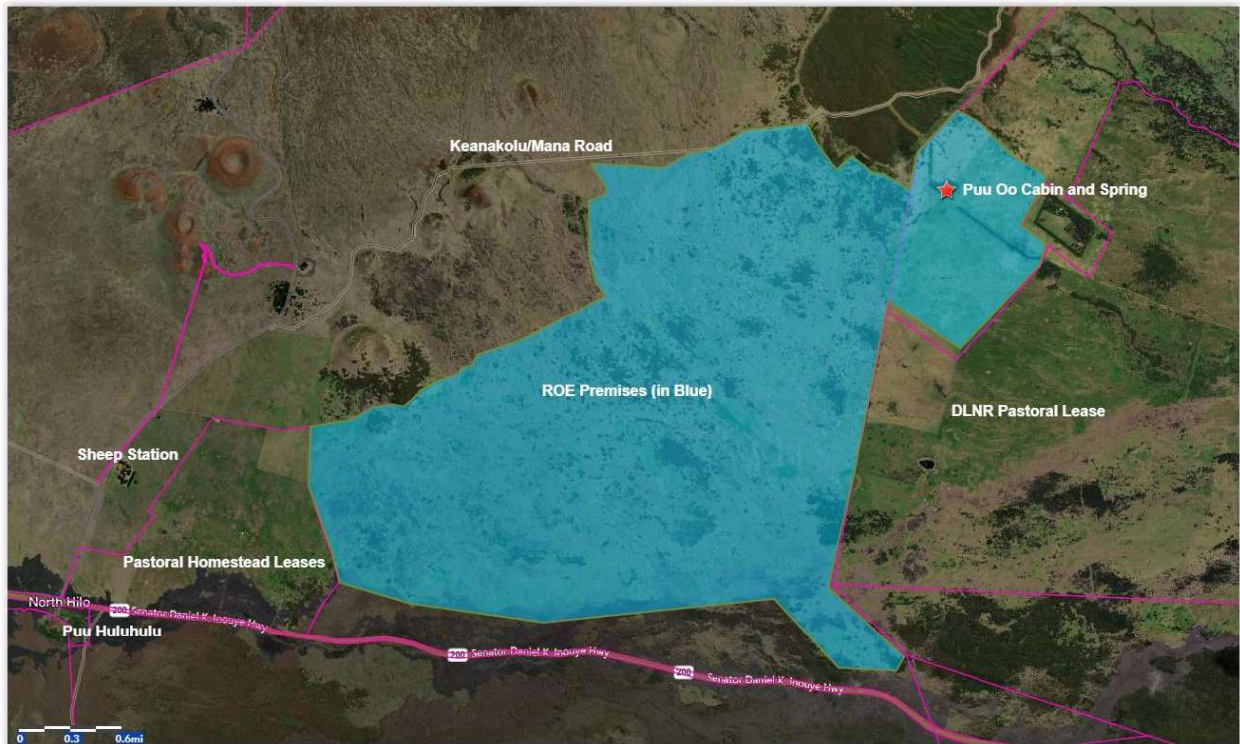 Keanakolu/Mana Road
Puu Oo Cabin and Spring
ROE Premises (in Blue)
DLNR Pastoral Lease
Sheep Station
Pastoral Homestead Leases
North Hilo
200 Senator Daniel K. Inouye Hwy
Puu Huluhulu
200 Senator Daniel K. Inouye Hwy
200 Senator Daniel K. Inouye Hwy
0 0.3 0.6mi